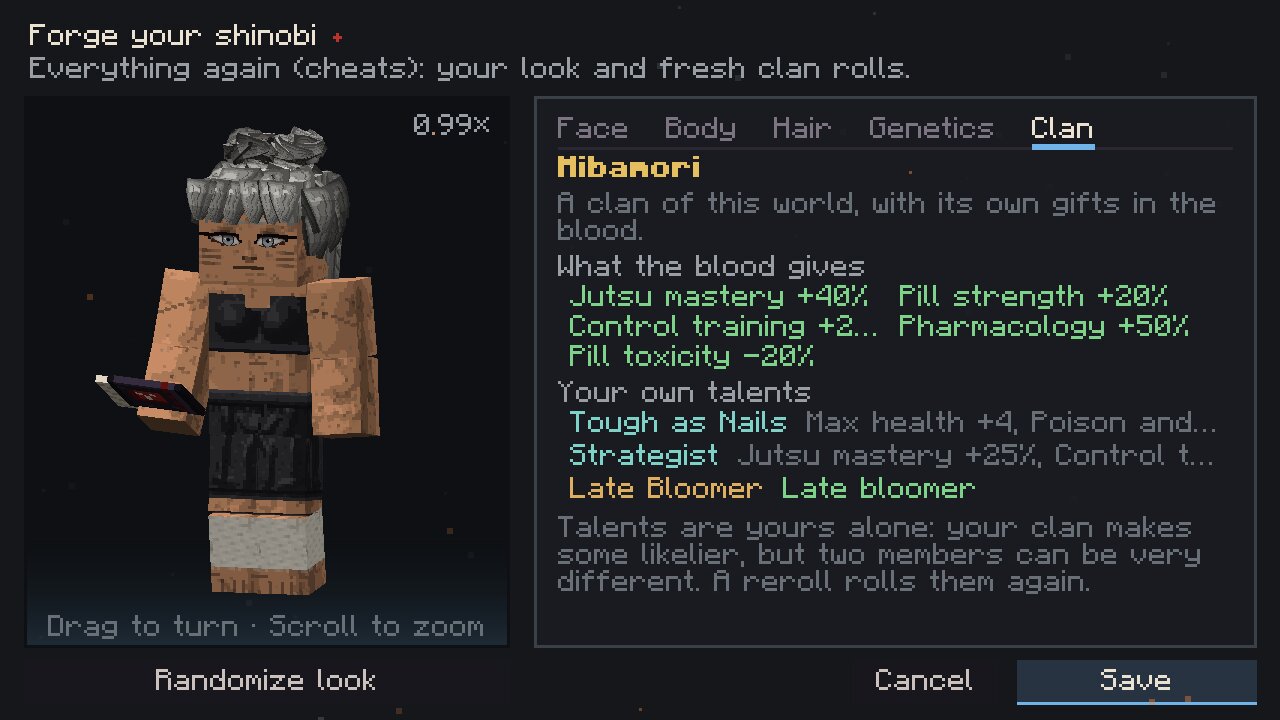 Forge your shinobi
Everything again (cheats): your look and fresh clan rolls.
0.99x
Face Body Hair Genetics Clan
Hibamori
A clan of this world, with its own gifts in the
blood.
What the blood gives
Jutsu mastery +40% Pill strength +20%
Control training +2... Pharmacology +50%
Pill toxicity -20%
Your own talents
Tough as Nails Max health +4, Poison and...
Strategist Jutsu mastery +25%, Control t...
Late Bloomer Late bloomer
Talents are yours alone: your clan makes
some likelier, but two members can be very
different. A reroll rolls them again.
Drag to turn · Scroll to zoom
Randomize look
Cancel
Save